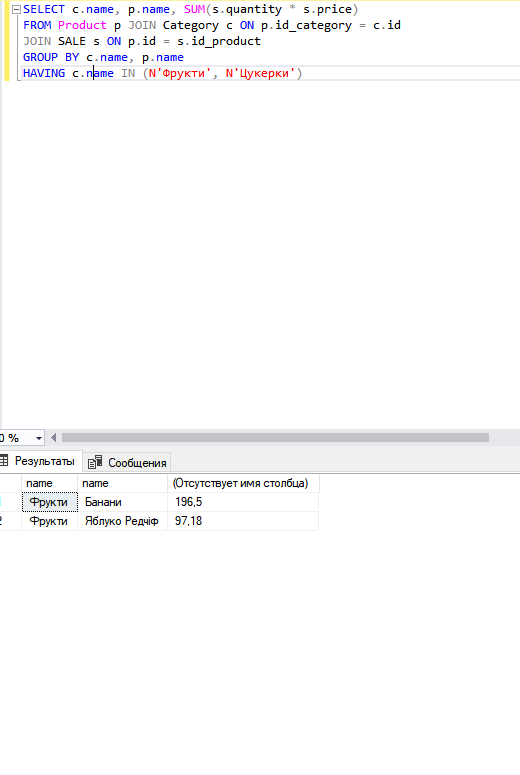 SELECT c.name, p.name, SUM(s.quantity * s.price)
FROM Product p JOIN Category c ON p.id_category = c.id
JOIN SALE s ON p.id = s.id_product
GROUP BY c.name, p.name
HAVING c.name IN (N'Фрукти', N'Цукерки')
0 %
Результаты Сообщения
name name (Отсутствует имя столбца)
1 Фрукти Банани 196,5
2 Фрукти Яблуко Редчіф 97,18